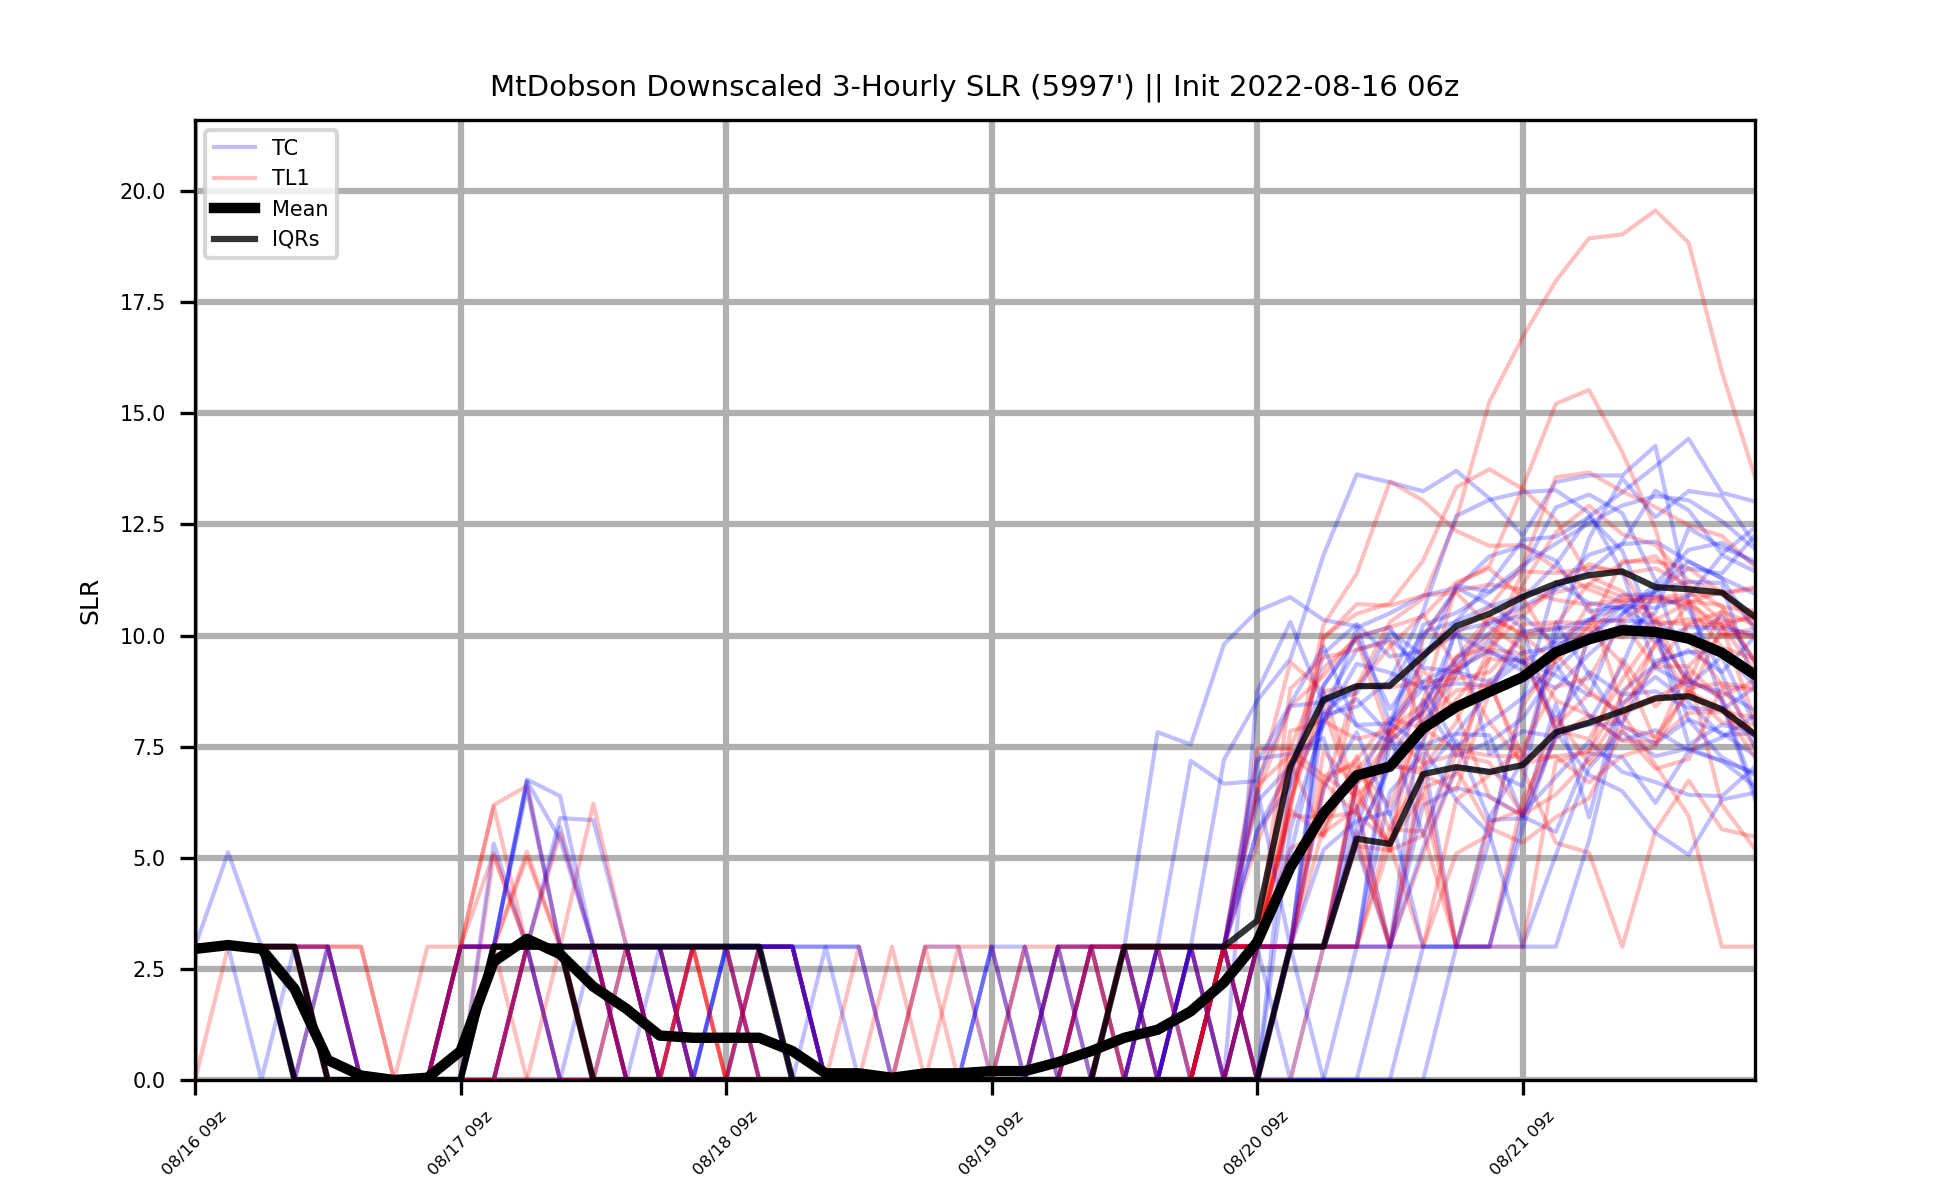 MtDobson Downscaled 3-Hourly SLR (5997') || Init 2022-08-16 06z
TC
TL1
Mean
IQRs
SLR
20.0
17.5
15.0
12.5
10.0
7.5
5.0
2.5
0.0
08/16 09z
08/17 09z
08/18 09z
08/19 09z
08/20 09z
08/21 09z